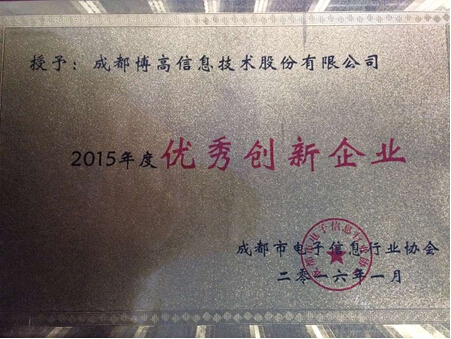 授予：成都博高信息技术股份有限公司
2015年度优秀创新企业
成都市电子信息行业协会
二零一六年一月